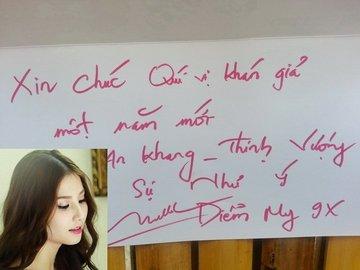 Xin chúc Quí vị khán giả
một năm mới
An khang _ Thịnh Vượng
Sự Như Ý
Diễm My 9X